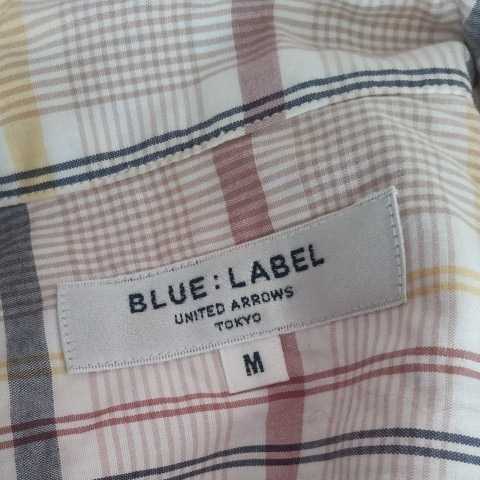 BLUE : LABEL
UNITED ARROWS
TOKYO
M